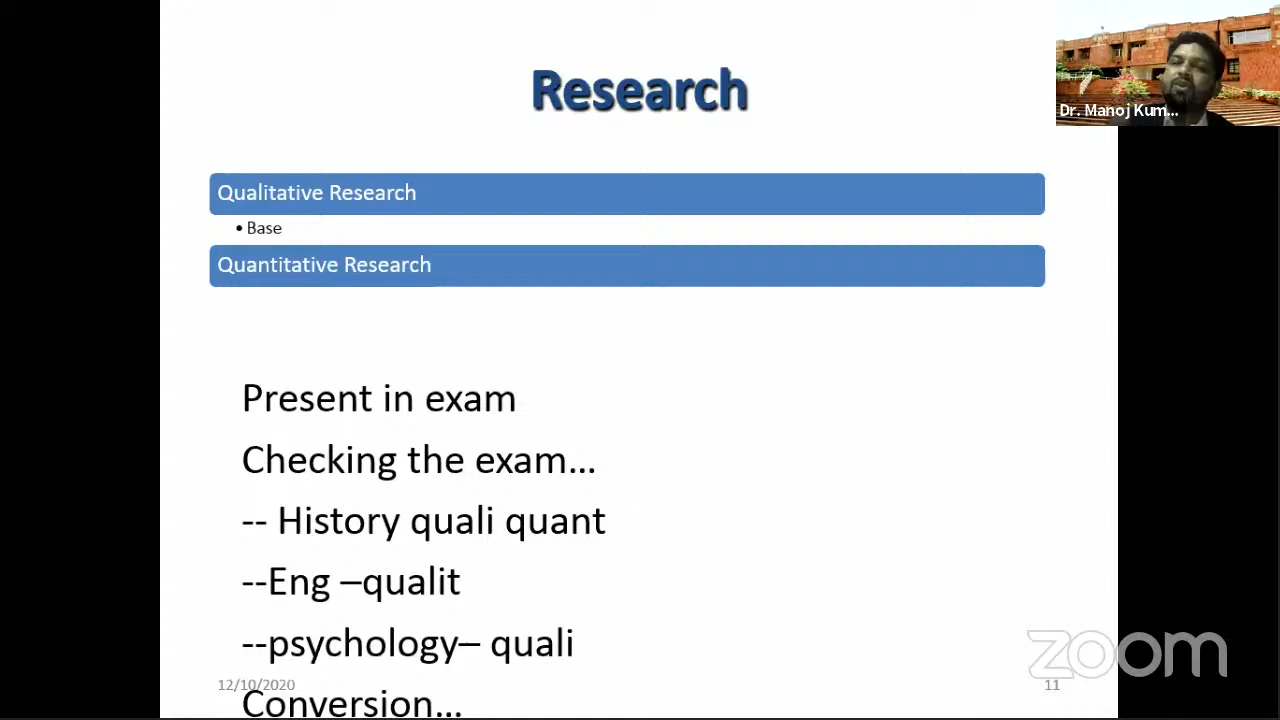 Research
Dr. Manoj Kum...
Qualitative Research
• Base
Quantitative Research
Present in exam
Checking the exam...
-- History quali quant
--Eng –qualit
--psychology– quali
Conversion...
12/10/2020
11
zoom